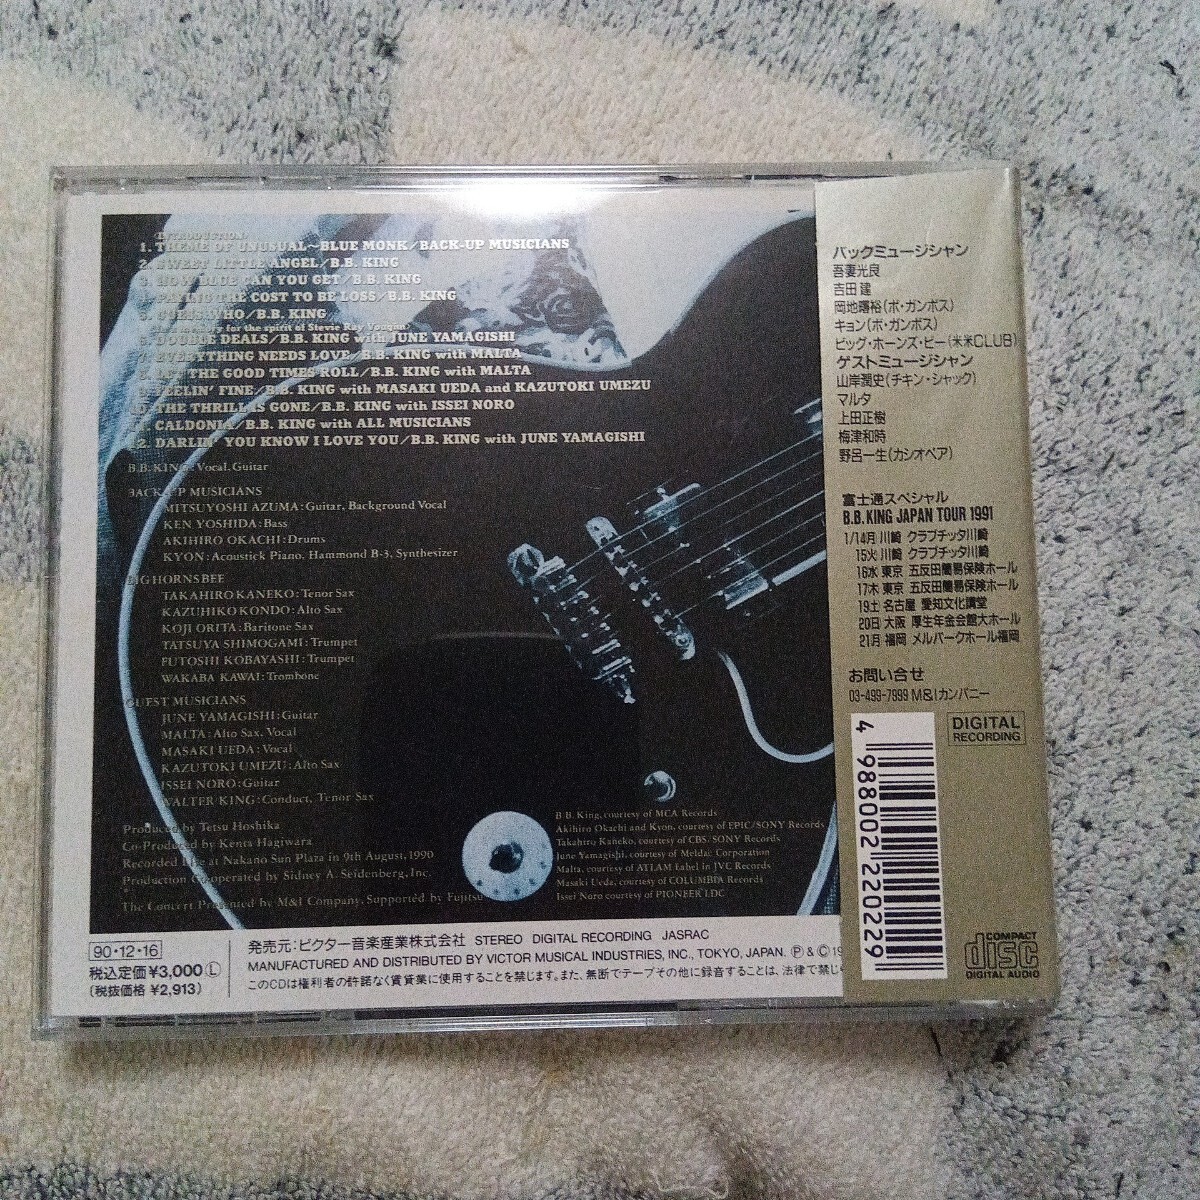 (INTRODUCTION)
1. THEME OF UNUSUAL~BLUE MONK/BACK-UP MUSICIANS
2. SWEET LITTLE ANGEL/B.B. KING
3. HOW BLUE CAN YOU GET/B.B. KING
4. PAYING THE COST TO BE LOSS/B.B. KING
5. GUESS WHO/B.B. KING
for the spirit of Stevie Ray Vougan
6. DOUBLE DEALS/B.B. KING with JUNE YAMAGISHI
7. EVERYTHING NEEDS LOVE/B.B. KING with MALTA
8. LET THE GOOD TIMES ROLL/B.B. KING with MALTA
9. FEELIN' FINE/B.B. KING with MASAKI UEDA and KAZUTOKI UMEZU
10. THE THRILL IS GONE/B.B. KING with ISSEI NORO
11. CALDONIA/B.B. KING with ALL MUSICIANS
12. DARLIN' YOU KNOW I LOVE YOU/B.B. KING with JUNE YAMAGISHI
B.B. KING: Vocal, Guitar
BACK-UP MUSICIANS
MITSUYOSHI AZUMA: Guitar, Background Vocal
KEN YOSHIDA: Bass
AKIHIRO OKACHI: Drums
KYON: Acoustick Piano, Hammond B-3, Synthesizer
BIG HORNS BEE
TAKAHIRO KANEKO: Tenor Sax
KAZUHIKO KONDO: Alto Sax
KOJI ORITA: Baritone Sax
TATSUYA SHIMOGAMI: Trumpet
FUTOSHI KOBAYASHI: Trumpet
WAKABA KAWAI: Trombone
GUEST MUSICIANS
JUNE YAMAGISHI: Guitar
MALTA: Alto Sax, Vocal
MASAKI UEDA: Vocal
KAZUTOKI UMEZU: Alto Sax
ISSEI NORO: Guitar
WALTER KING: Conduct, Tenor Sax
Produced by Tetsu Hoshika
Co-Produced by Kenta Hagiwara
Recorded Live at Nakano Sun Plaza in 9th August, 1990
Production Co-operated by Sidney A. Seidenberg, Inc.
The Concert Presented by M&I Company, Supported by Fujitsu
B.B. King, courtesy of MCA Records
Akihiro Okachi and Kyon, courtesy of EPIC/SONY Records
Takahiro Kaneko, courtesy of CBS/SONY Records
June Yamagishi, courtesy of Meldac Corporation
Malta, courtesy of ATLAM Label in JVC Records
Masaki Ueda, courtesy of COLUMBIA Records
Issei Noro courtesy of PIONEER LDC
90・12・16
税込定価¥3,000Ⓛ
(税抜価格 ¥2,913)
発売元:ビクター音楽産業株式会社 STEREO DIGITAL RECORDING JASRAC
MANUFACTURED AND DISTRIBUTED BY VICTOR MUSICAL INDUSTRIES, INC., TOKYO, JAPAN. Ⓟ & © 19
このCDは権利者の許諾なく賃貸業に使用することを禁じます。また、無断でテープその他に録音することは、法律で禁じ
バックミュージシャン
吾妻光良
吉田 建
岡地曙裕(ボ・ガンボス)
キョン(ボ・ガンボス)
ビッグ・ホーンズ・ビー(米米CLUB)
ゲストミュージシャン
山岸潤史(チキン・シャック)
マルタ
上田正樹
梅津和時
野呂一生(カシオペア)
富士通スペシャル
B.B.KING JAPAN TOUR 1991
1/14月 川崎 クラブチッタ川崎
15火 川崎 クラブチッタ川崎
16水 東京 五反田簡易保険ホール
17木 東京 五反田簡易保険ホール
19土 名古屋 愛知文化講堂
20日 大阪 厚生年金会館大ホール
21月 福岡 メルパークホール福岡
お問い合せ
03-499-7999 M&Iカンパニー
DIGITAL
RECORDING
4 988002 220229
COMPACT
disc
DIGITAL AUDIO